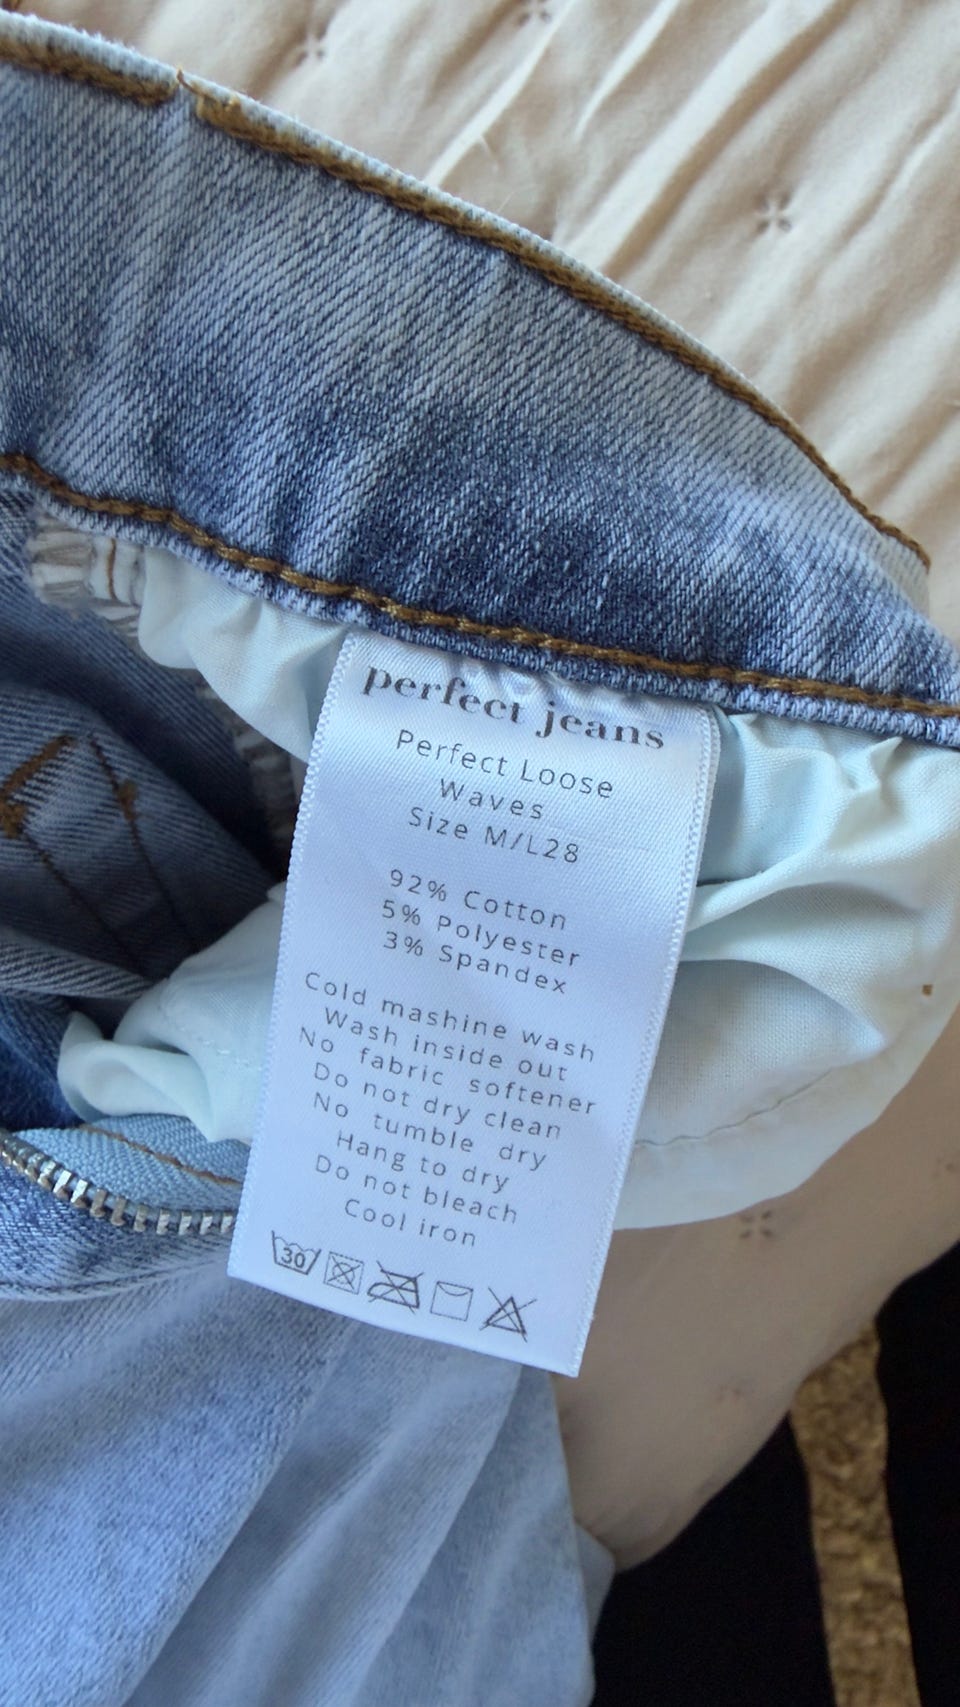 perfect jeans
Perfect Loose
Waves
Size M/L28
92% Cotton
5% Polyester
3% Spandex
Cold mashine wash
Wash inside out
No fabric softener
Do not dry clean
No tumble dry
Hang to dry
Do not bleach
Cool iron
30